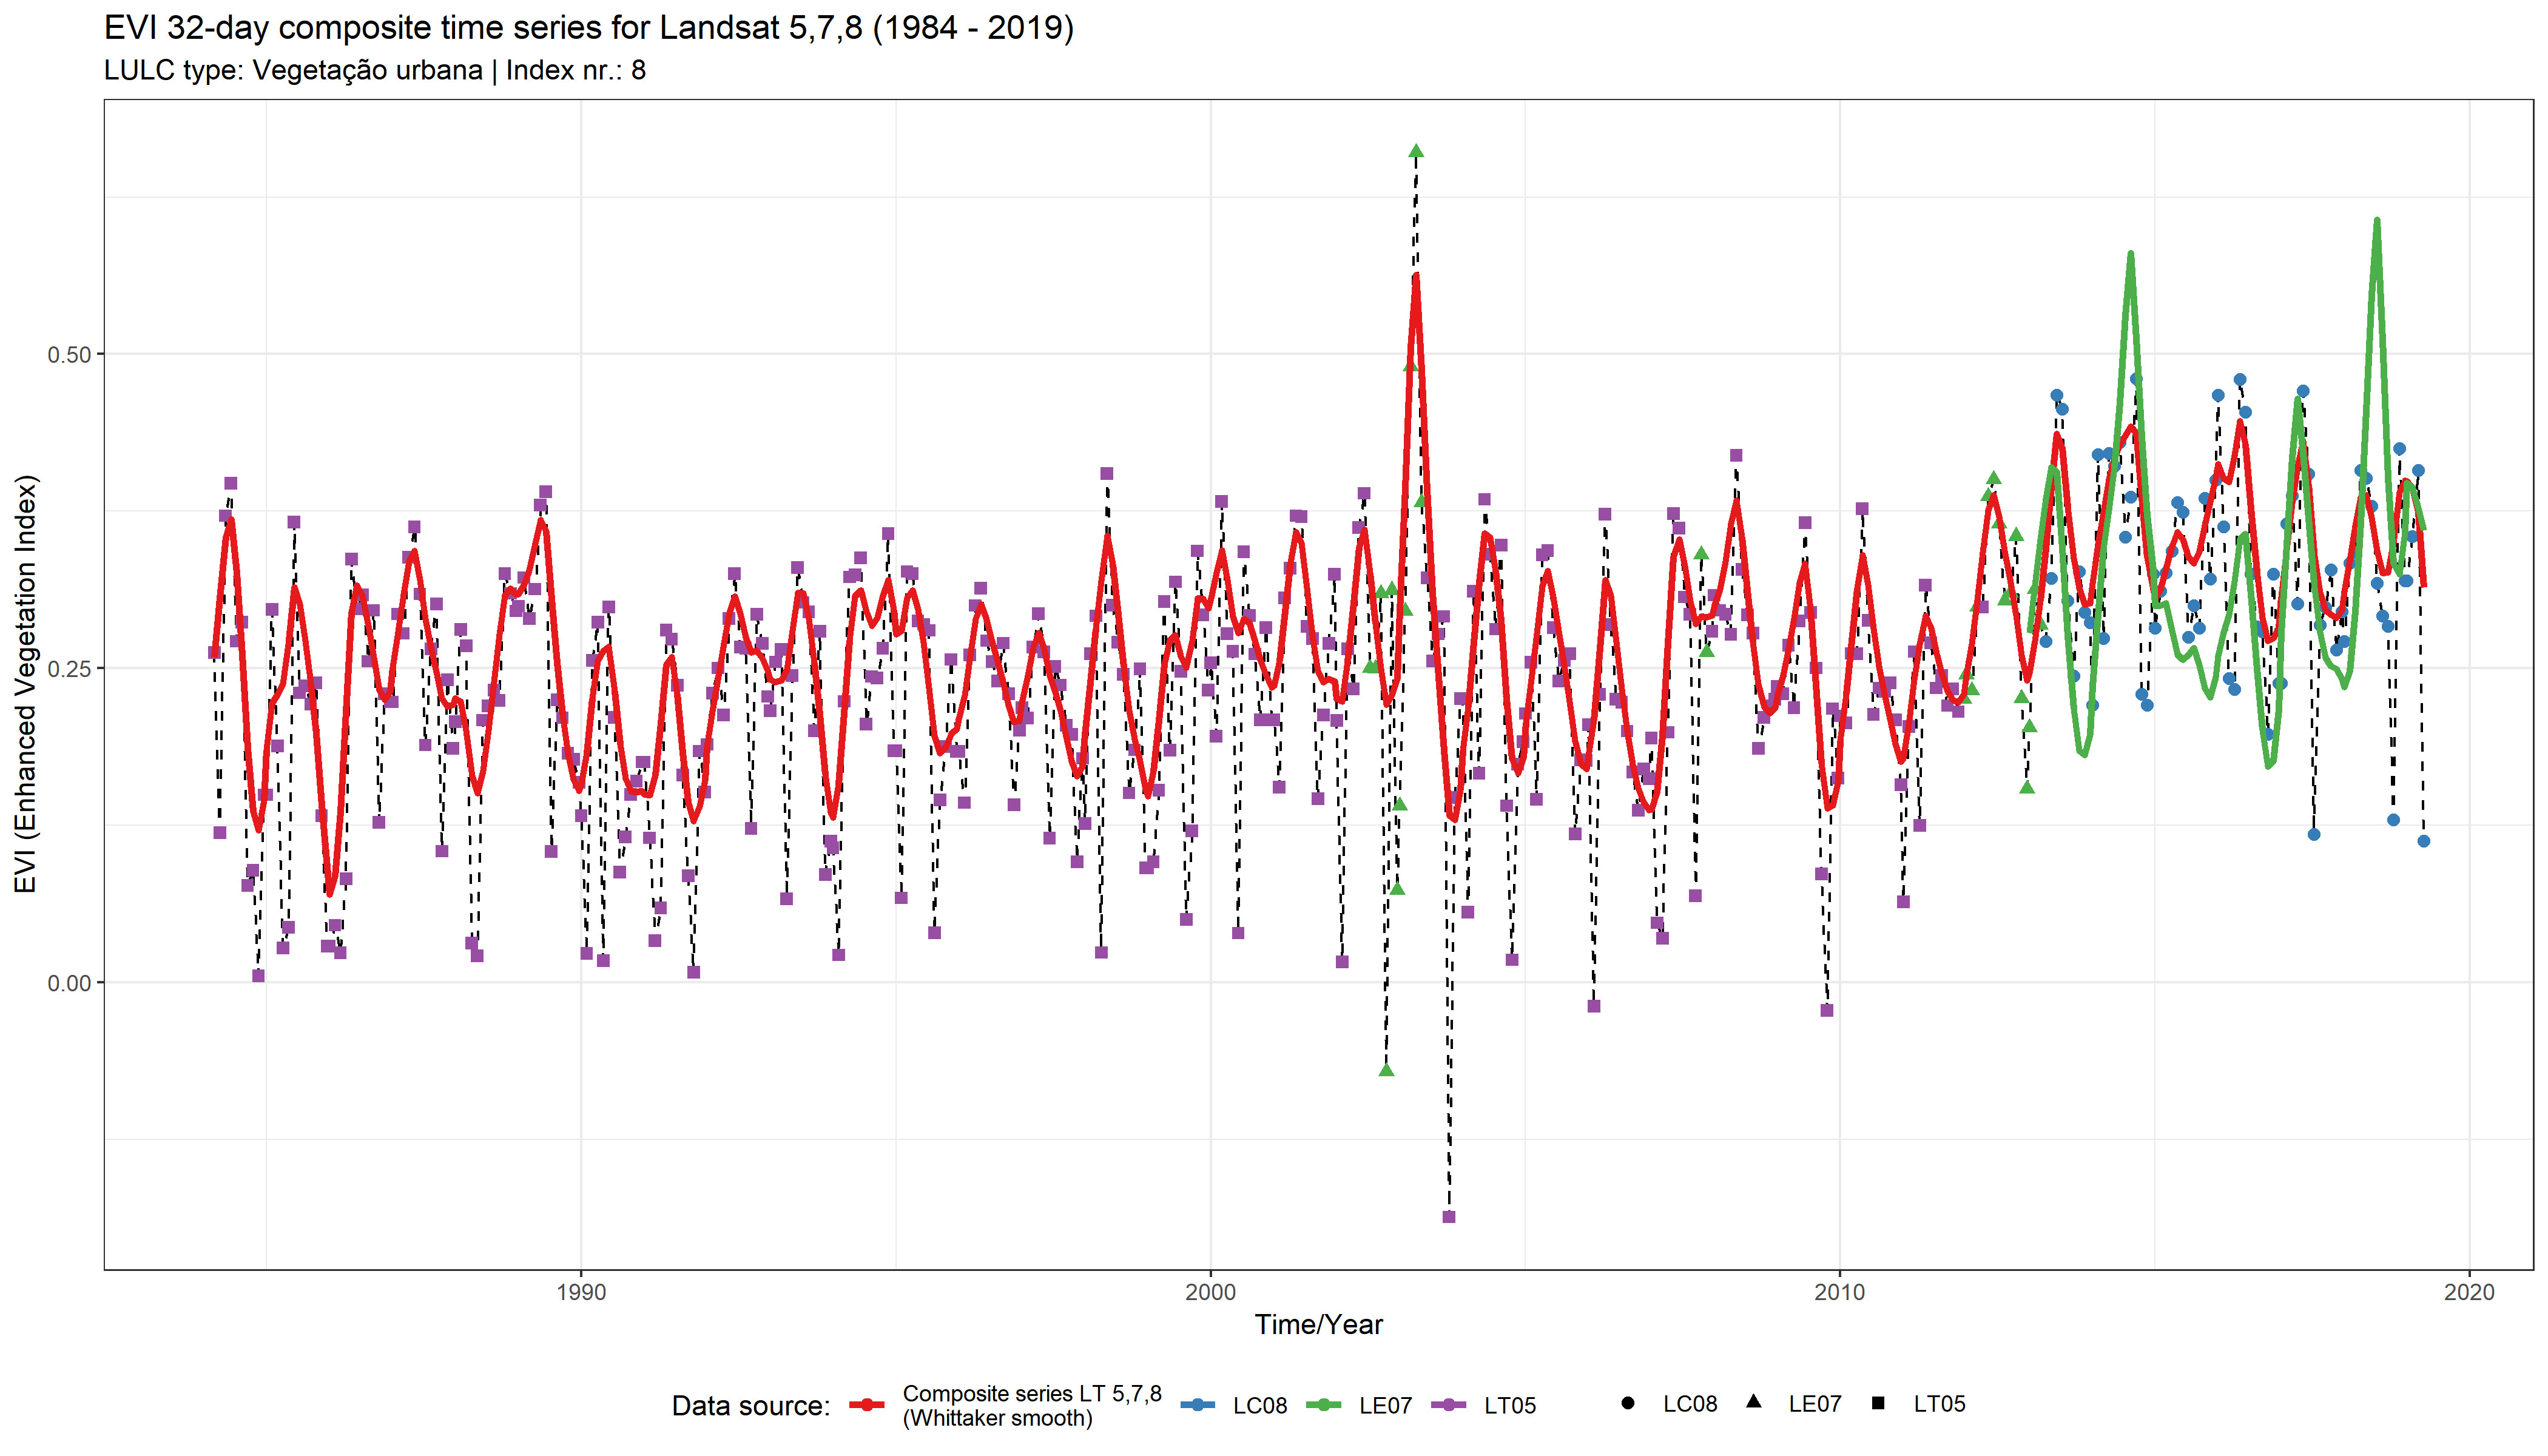 EVI 32-day composite time series for Landsat 5,7,8 (1984 - 2019)
LULC type: Vegetação urbana | Index nr.: 8
EVI (Enhanced Vegetation Index)
0.50
0.25
0.00
1990 2000 2010 2020
Time/Year
Data source: Composite series LT 5,7,8
(Whittaker smooth) LC08 LE07 LT05 LC08 LE07 LT05